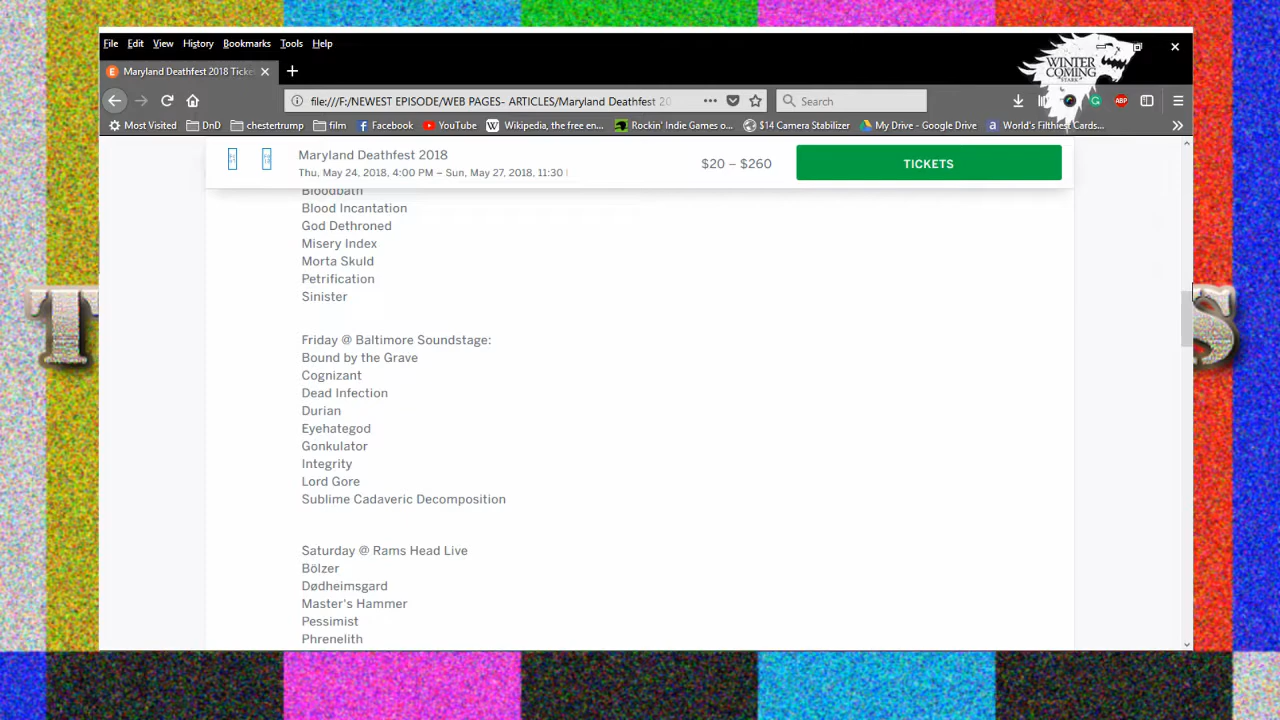 File Edit View History Bookmarks Tools Help
WINTER
COMING
STARK
Maryland Deathfest 2018 Ticke
file:///F:/NEWEST EPISODE/WEB PAGES- ARTICLES/Maryland Deathfest 20
Search
ABP
Most Visited DnD chestertrump film Facebook YouTube Wikipedia, the free en... Rockin' Indie Games o... $14 Camera Stabilizer My Drive - Google Drive World's Filthiest Cards...
Maryland Deathfest 2018
Thu, May 24, 2018, 4:00 PM – Sun, May 27, 2018, 11:30
$20 – $260
TICKETS
Bloodbath
Blood Incantation
God Dethroned
Misery Index
Morta Skuld
Petrification
Sinister
T
S
Friday @ Baltimore Soundstage:
Bound by the Grave
Cognizant
Dead Infection
Durian
Eyehategod
Gonkulator
Integrity
Lord Gore
Sublime Cadaveric Decomposition
Saturday @ Rams Head Live
Bölzer
Dødheimsgard
Master's Hammer
Pessimist
Phrenelith